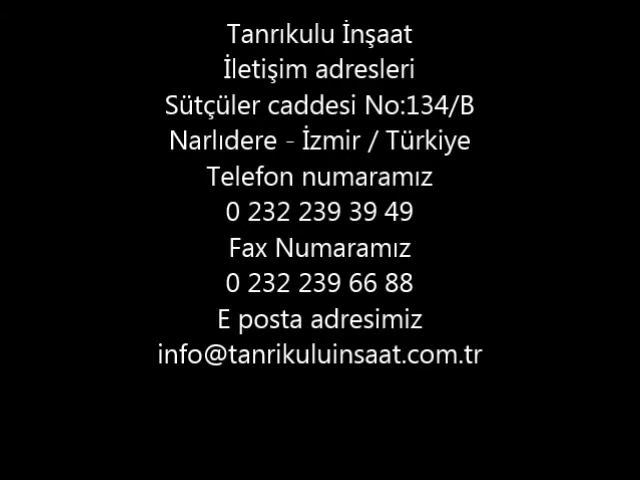 Tanrıkulu İnşaat
İletişim adresleri
Sütçüler caddesi No:134/B
Narlıdere - İzmir / Türkiye
Telefon numaramız
0 232 239 39 49
Fax Numaramız
0 232 239 66 88
E posta adresimiz
info@tanrikuluinsaat.com.tr